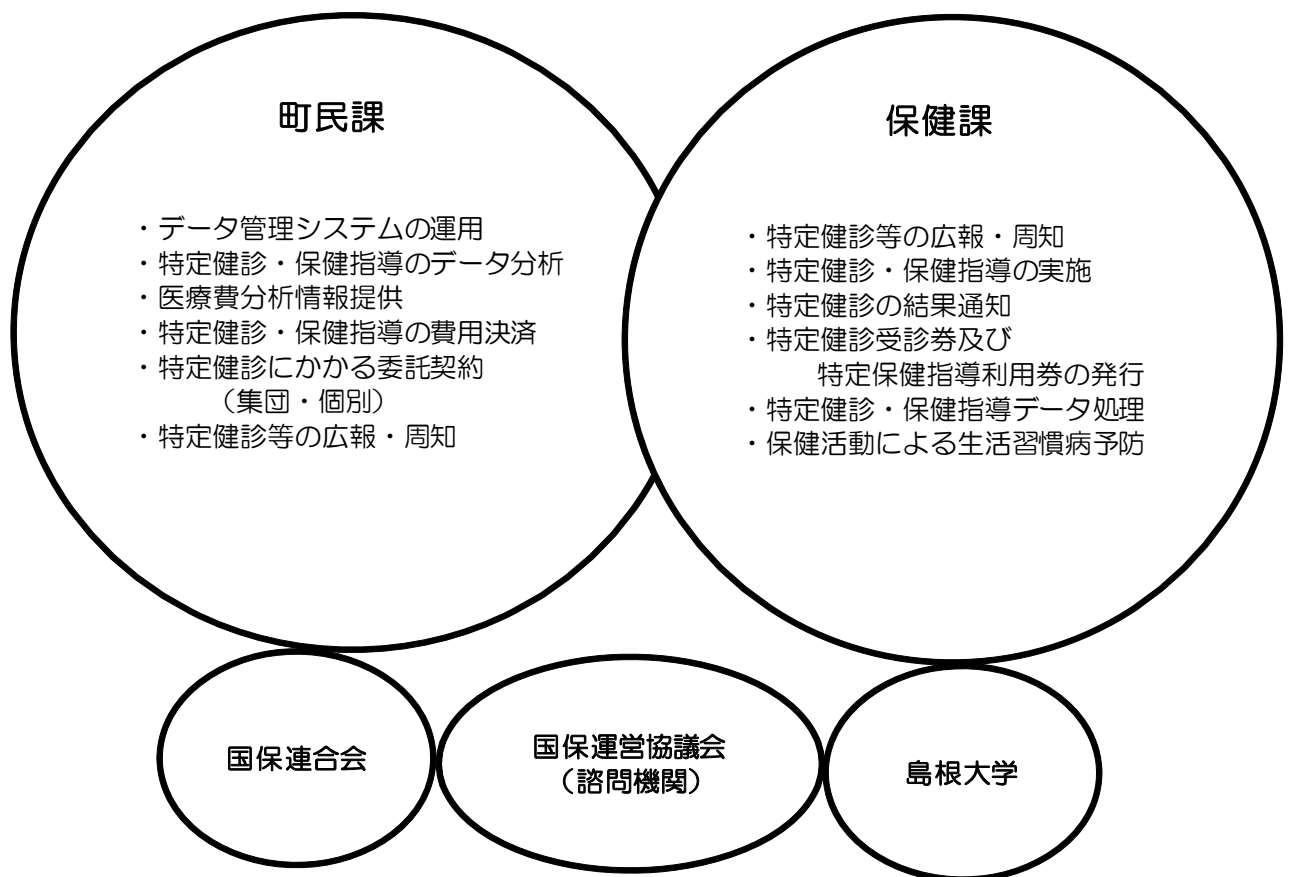 町民課
・データ管理システムの運用
・特定健診・保健指導のデータ分析
・医療費分析情報提供
・特定健診・保健指導の費用決済
・特定健診にかかる委託契約
（集団・個別）
・特定健診等の広報・周知
保健課
・特定健診等の広報・周知
・特定健診・保健指導の実施
・特定健診の結果通知
・特定健診受診券及び
特定保健指導利用券の発行
・特定健診・保健指導データ処理
・保健活動による生活習慣病予防
国保連合会
国保運営協議会
（諮問機関）
島根大学